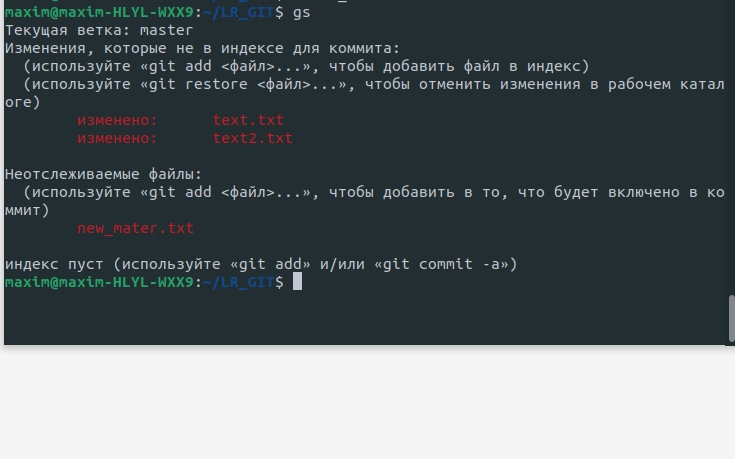 maxim@maxim-HLYL-WXX9:~/LR_GIT$ gs
Текущая ветка: master
Изменения, которые не в индексе для коммита:
  (используйте «git add <файл>...», чтобы добавить файл в индекс)
  (используйте «git restore <файл>...», чтобы отменить изменения в рабочем катал
оге)
        изменено:      text.txt
        изменено:      text2.txt

Неотслеживаемые файлы:
  (используйте «git add <файл>...», чтобы добавить в то, что будет включено в ко
ммит)
        new_mater.txt

индекс пуст (используйте «git add» и/или «git commit -a»)
maxim@maxim-HLYL-WXX9:~/LR_GIT$